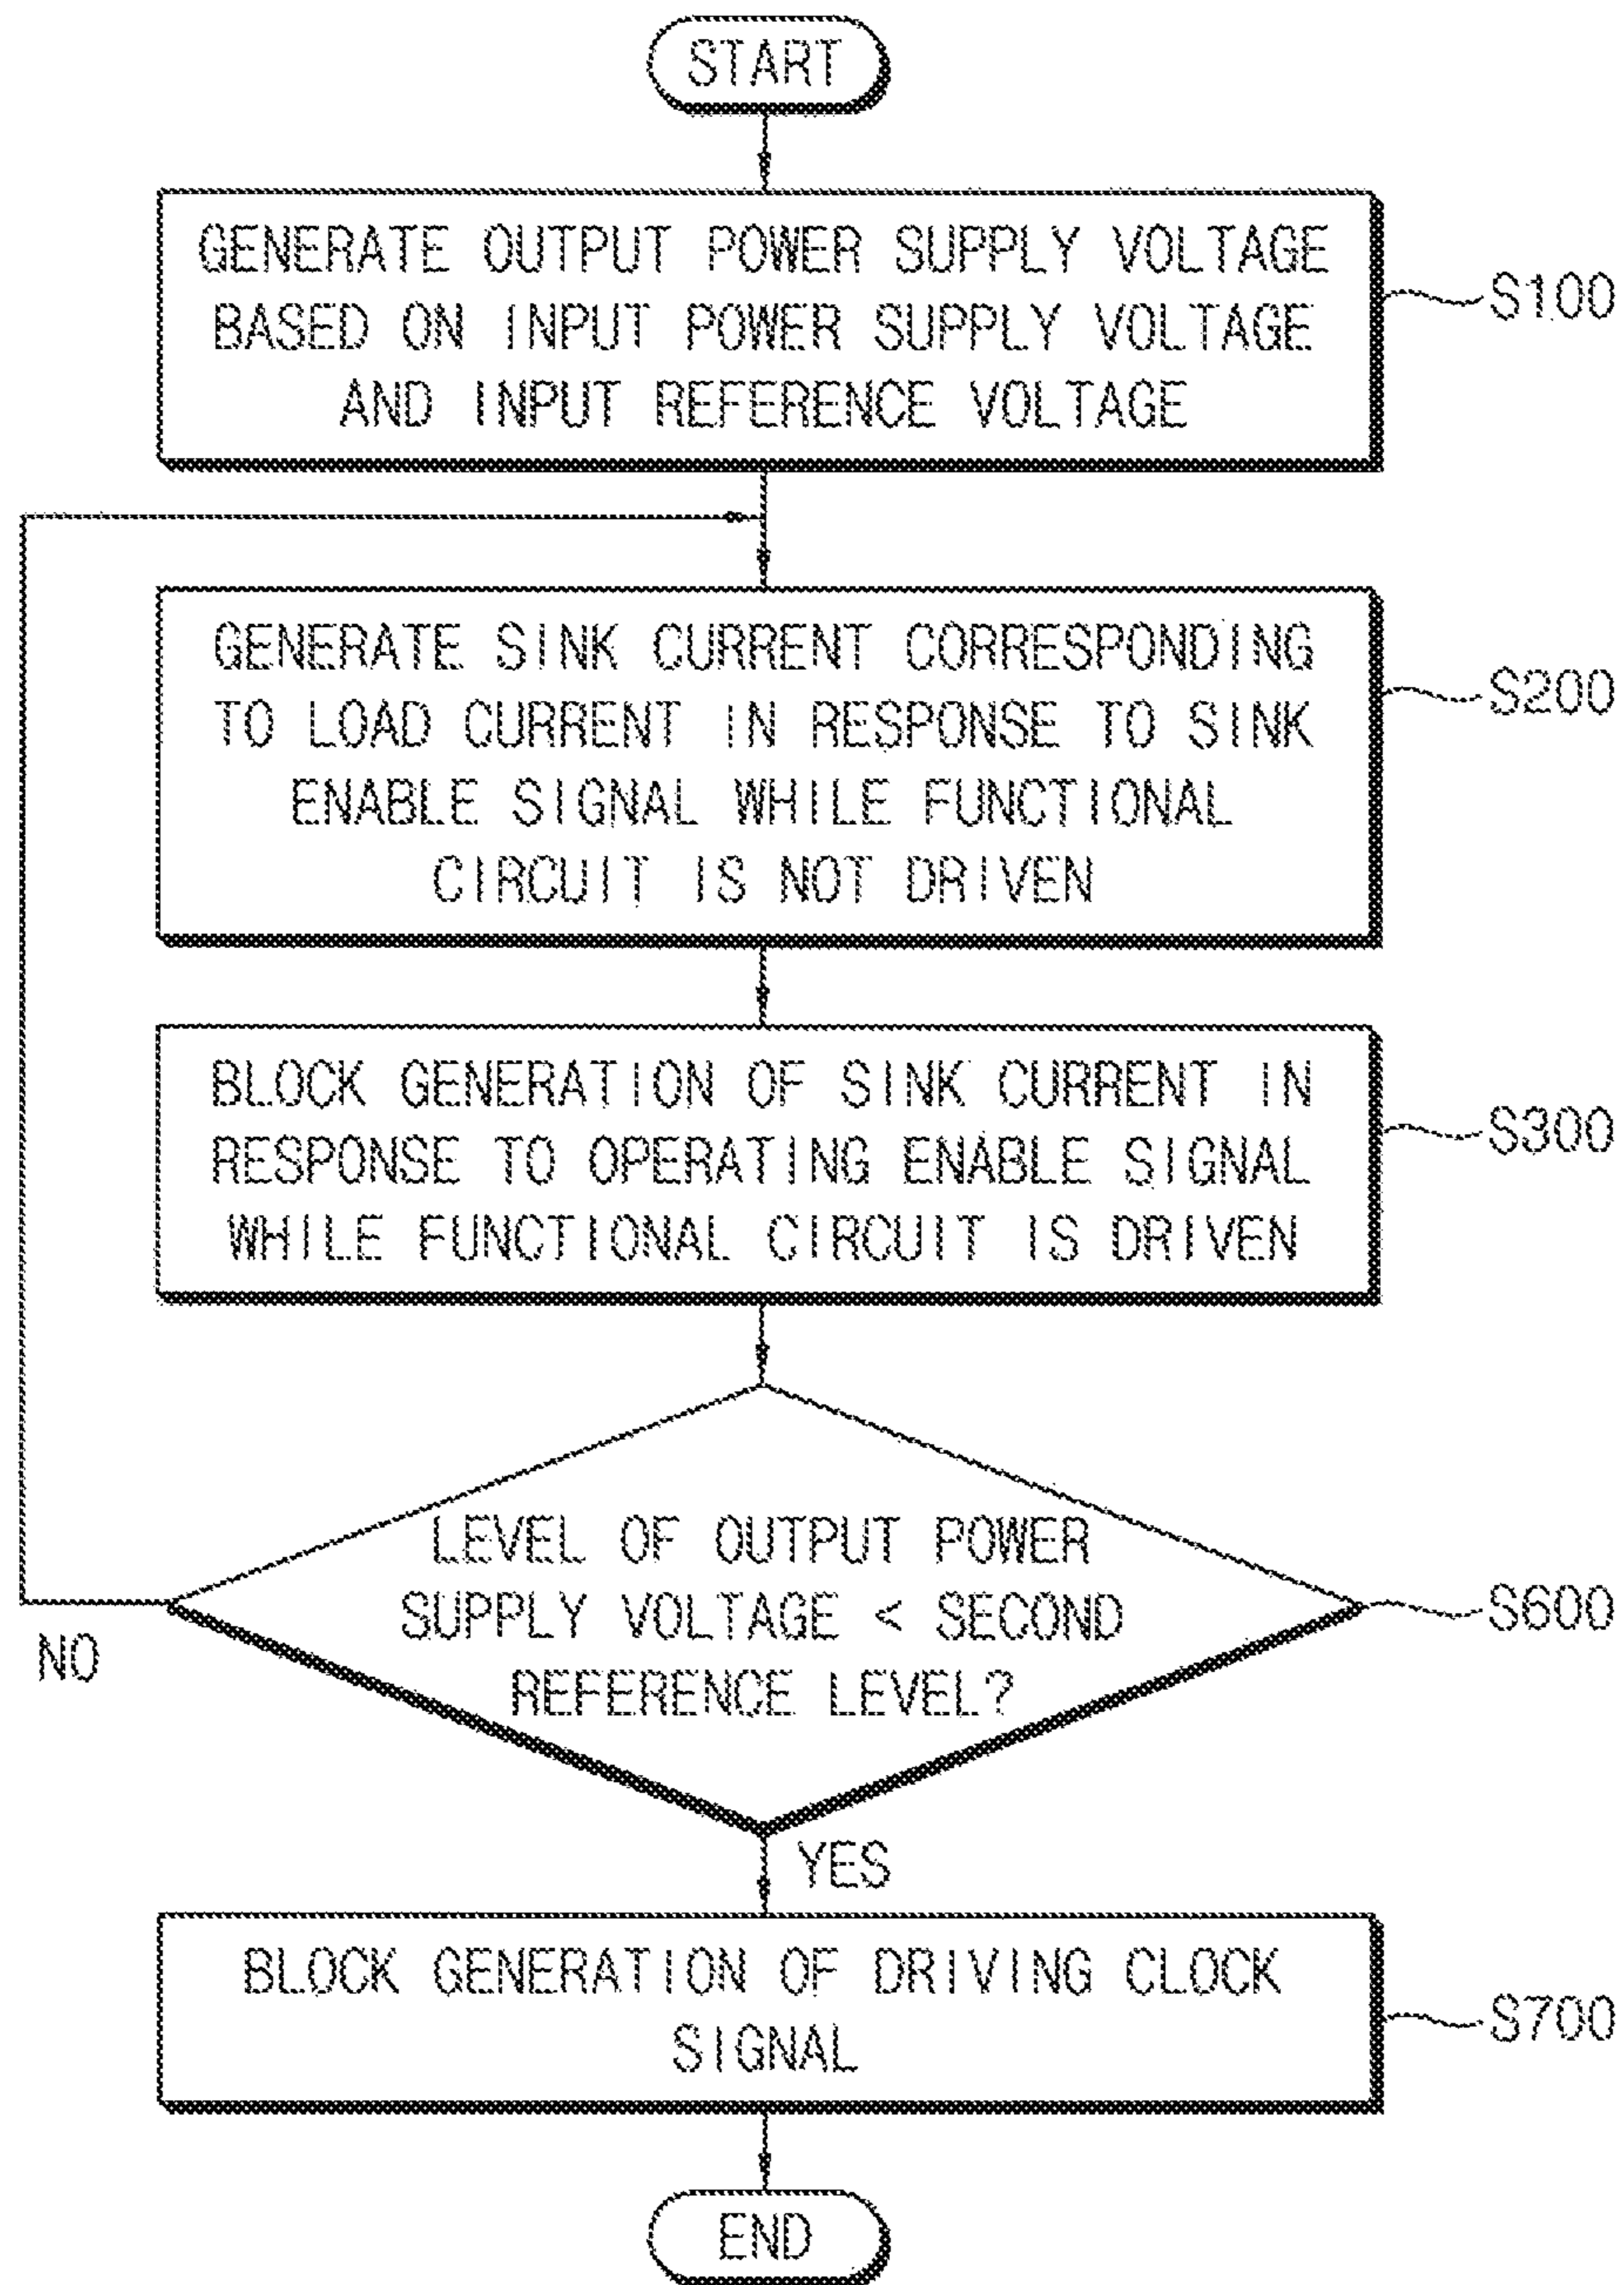 START
GENERATE OUTPUT POWER SUPPLY VOLTAGE
BASED ON INPUT POWER SUPPLY VOLTAGE
AND INPUT REFERENCE VOLTAGE
S100
GENERATE SINK CURRENT CORRESPONDING
TO LOAD CURRENT IN RESPONSE TO SINK
ENABLE SIGNAL WHILE FUNCTIONAL
CIRCUIT IS NOT DRIVEN
S200
BLOCK GENERATION OF SINK CURRENT IN
RESPONSE TO OPERATING ENABLE SIGNAL
WHILE FUNCTIONAL CIRCUIT IS DRIVEN
S300
LEVEL OF OUTPUT POWER
SUPPLY VOLTAGE < SECOND
REFERENCE LEVEL?
S600
NO
YES
BLOCK GENERATION OF DRIVING CLOCK
SIGNAL
S700
END